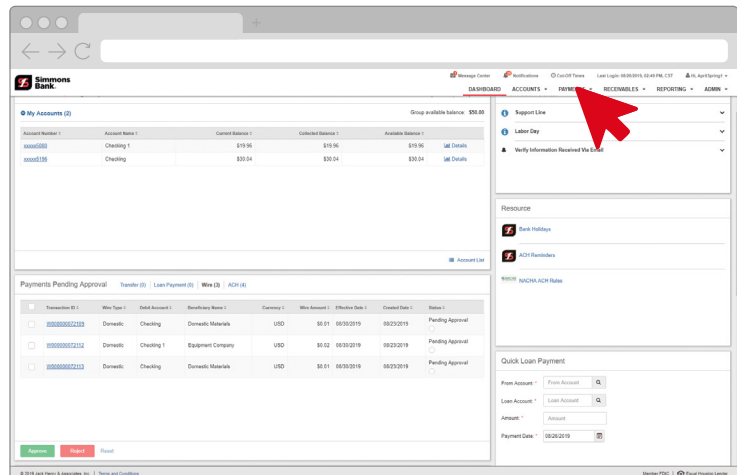 Message Center Notifications Cut-Off Times Last Login: 08/26/2019, 02:49 PM, CST Hi, AprilSpring1
Simmons Bank.
DASHBOARD ACCOUNTS PAYMENTS RECEIVABLES REPORTING ADMIN
My Accounts (2) Group available balance: $50.00
Account Number Account Name Current Balance Collected Balance Available Balance
xxxxx5880 Checking 1 $19.96 $19.96 $19.96 Details
xxxxx5196 Checking $30.04 $30.04 $30.04 Details
Account List
Support Line
Labor Day
Verify Information Received Via Email
Resource
Bank Holidays
ACH Reminders
NACHA ACH Rules
Payments Pending Approval Transfer (0) | Loan Payment (0) | Wire (3) | ACH (4)
Transaction ID Wire Type Debit Account Beneficiary Name Currency Wire Amount Effective Date Created Date Status
W000000072109 Domestic Checking Domestic Materials USD $0.01 08/30/2019 08/23/2019 Pending Approval
W000000072112 Domestic Checking 1 Equipment Company USD $0.02 08/30/2019 08/23/2019 Pending Approval
W000000072113 Domestic Checking Domestic Materials USD $0.01 08/30/2019 08/23/2019 Pending Approval
Approve Reject Reset
Quick Loan Payment
From Account: * From Account
Loan Account: * Loan Account
Amount: * Amount
Payment Date: * 08/26/2019
© 2019 Jack Henry & Associates, Inc. | Terms and Conditions Member FDIC | Equal Housing Lender